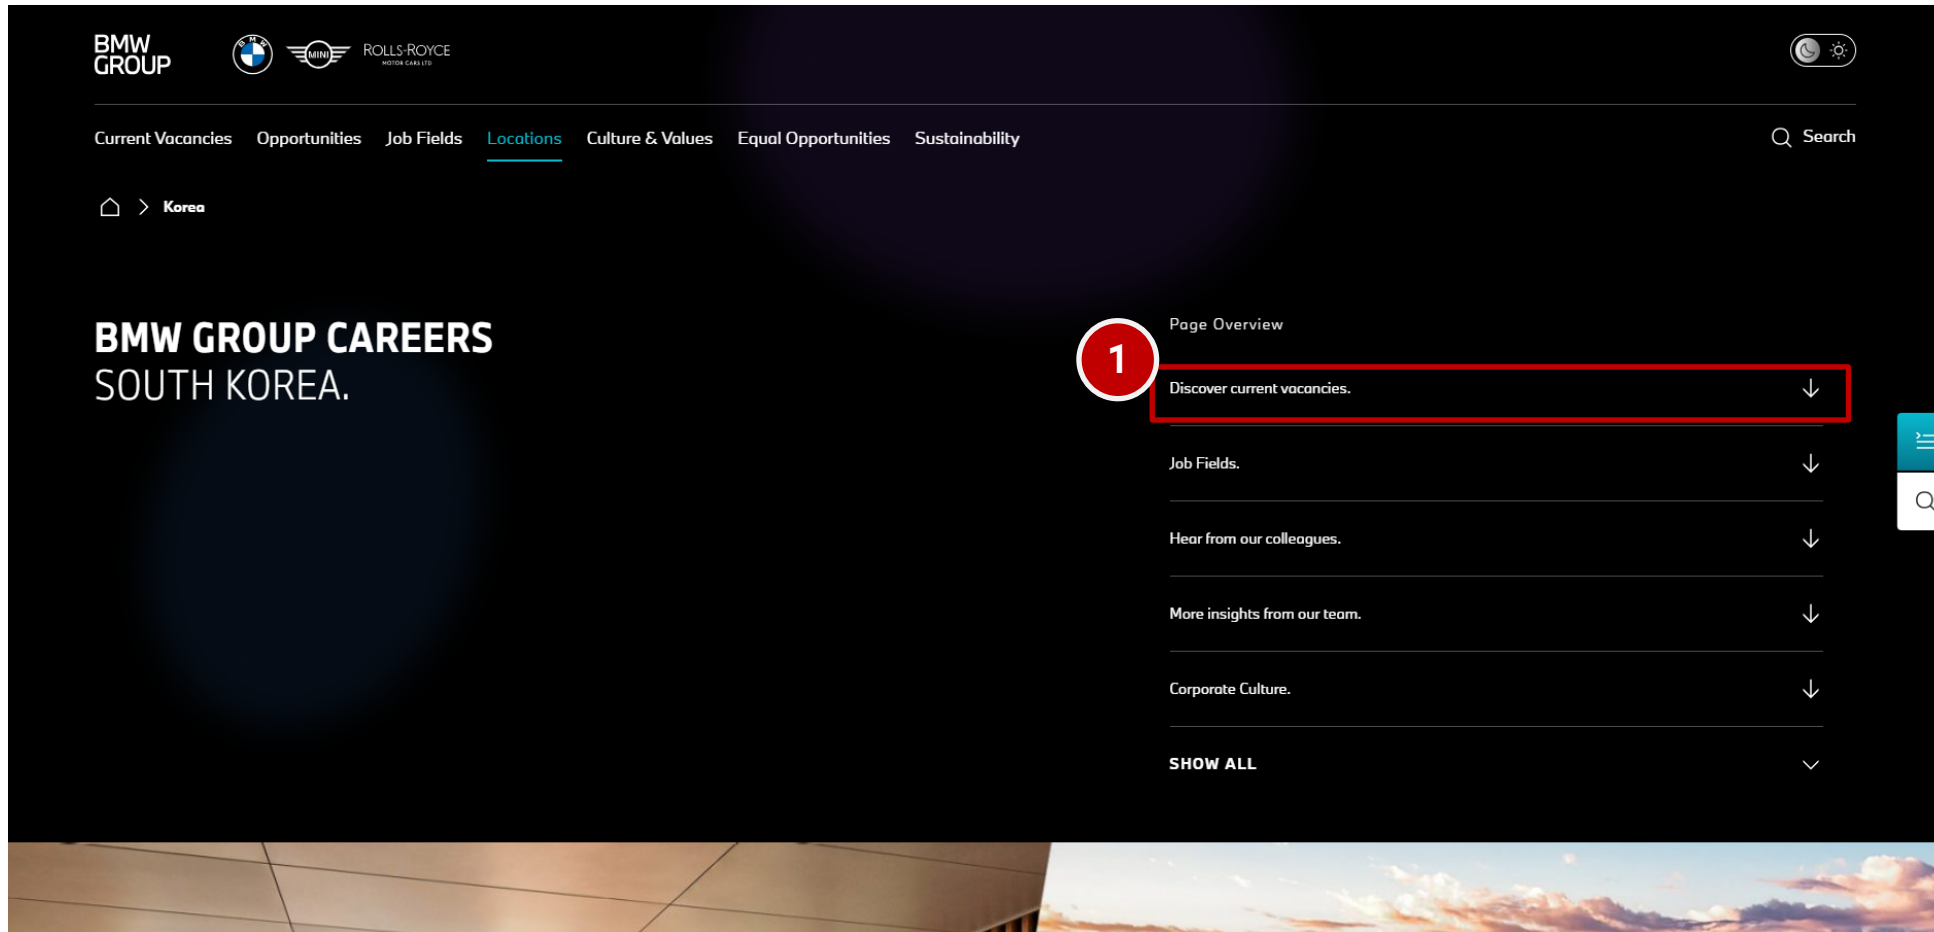 BMW
GROUP
BMW
MINI
ROLLS-ROYCE
MOTOR CARS LTD
Current Vacancies Opportunities Job Fields Locations Culture & Values Equal Opportunities Sustainability Search
Korea
BMW GROUP CAREERS
SOUTH KOREA.
Page Overview
1
Discover current vacancies.
Job Fields.
Hear from our colleagues.
More insights from our team.
Corporate Culture.
SHOW ALL